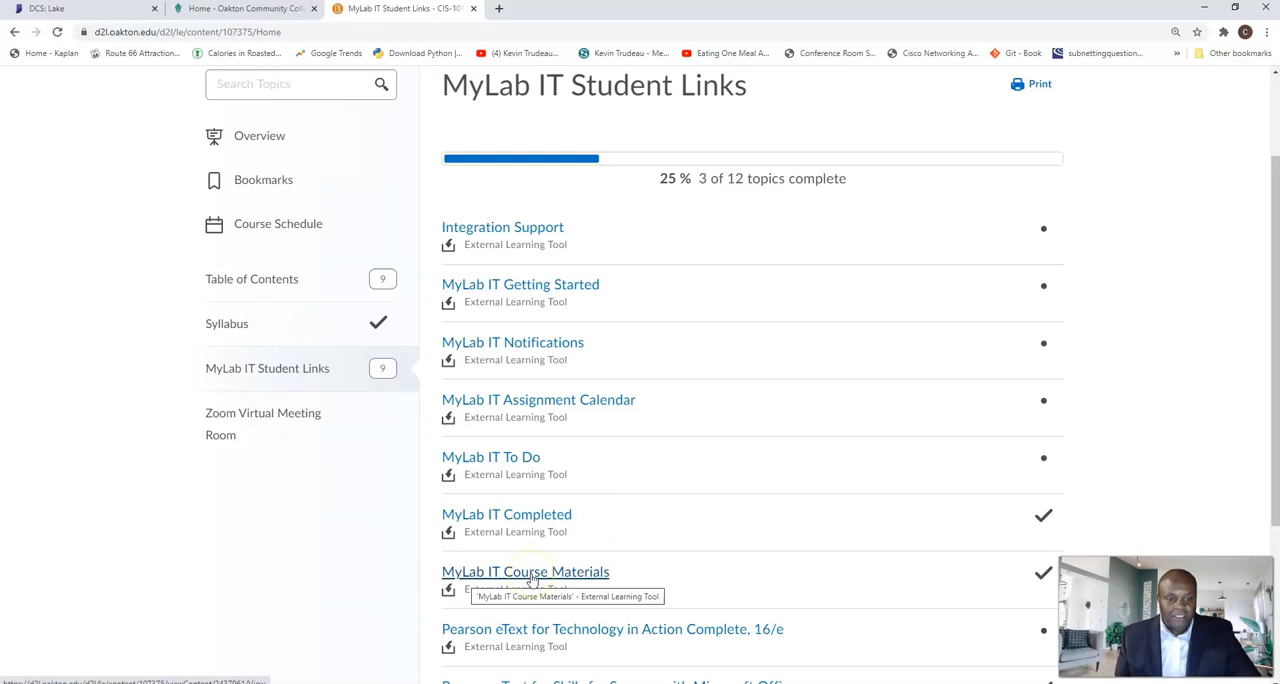 DCS: Lake
Home - Oakton Community Coll
MyLab IT Student Links - CIS-101
d2l.oakton.edu/d2l/le/content/107375/Home
C
Home - Kaplan
Route 66 Attraction...
Calories in Roasted...
Google Trends
Download Python |...
(4) Kevin Trudeau...
Kevin Trudeau - Me...
Eating One Meal A...
Conference Room S...
Cisco Networking A...
Git - Book
subnettingquestion...
»
Other bookmarks
Search Topics
Overview
Bookmarks
Course Schedule
Table of Contents
9
Syllabus
MyLab IT Student Links
9
Zoom Virtual Meeting
Room
MyLab IT Student Links
Print
25 % 3 of 12 topics complete
Integration Support
External Learning Tool
MyLab IT Getting Started
External Learning Tool
MyLab IT Notifications
External Learning Tool
MyLab IT Assignment Calendar
External Learning Tool
MyLab IT To Do
External Learning Tool
MyLab IT Completed
External Learning Tool
MyLab IT Course Materials
'MyLab IT Course Materials' - External Learning Tool
Pearson eText for Technology in Action Complete, 16/e
External Learning Tool